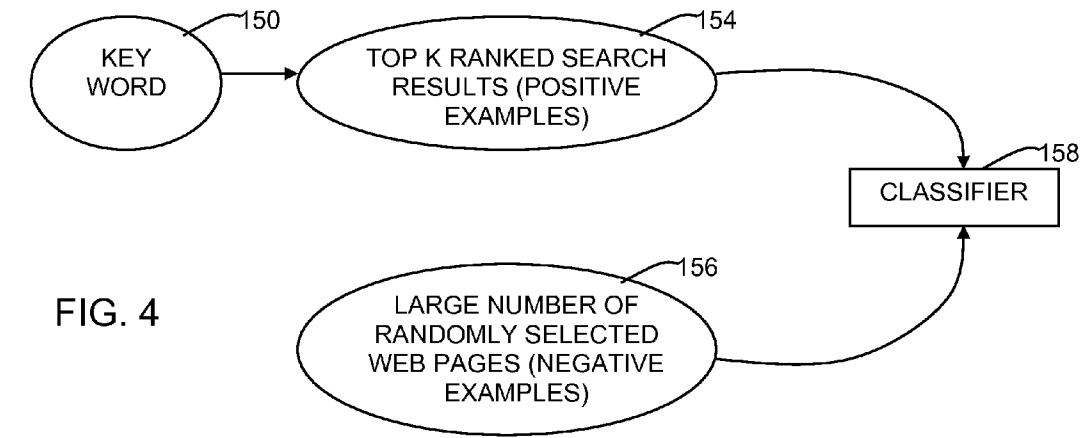 150
KEY
WORD
154
TOP K RANKED SEARCH
RESULTS (POSITIVE
EXAMPLES)
158
CLASSIFIER
156
LARGE NUMBER OF
RANDOMLY SELECTED
WEB PAGES (NEGATIVE
EXAMPLES)
FIG. 4